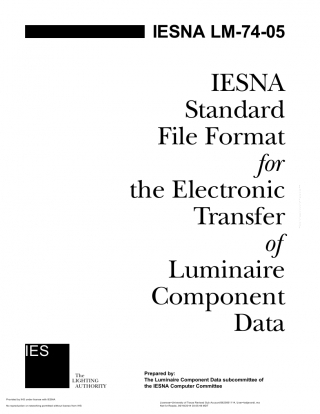 IESNA LM-74-05
IESNA
Standard
File Format
for
the Electronic
Transfer
of
Luminaire
Component
Data
IES
The
LIGHTING
AUTHORITY
Prepared by:
The Luminaire Component Data subcommittee of
the IESNA Computer Committee